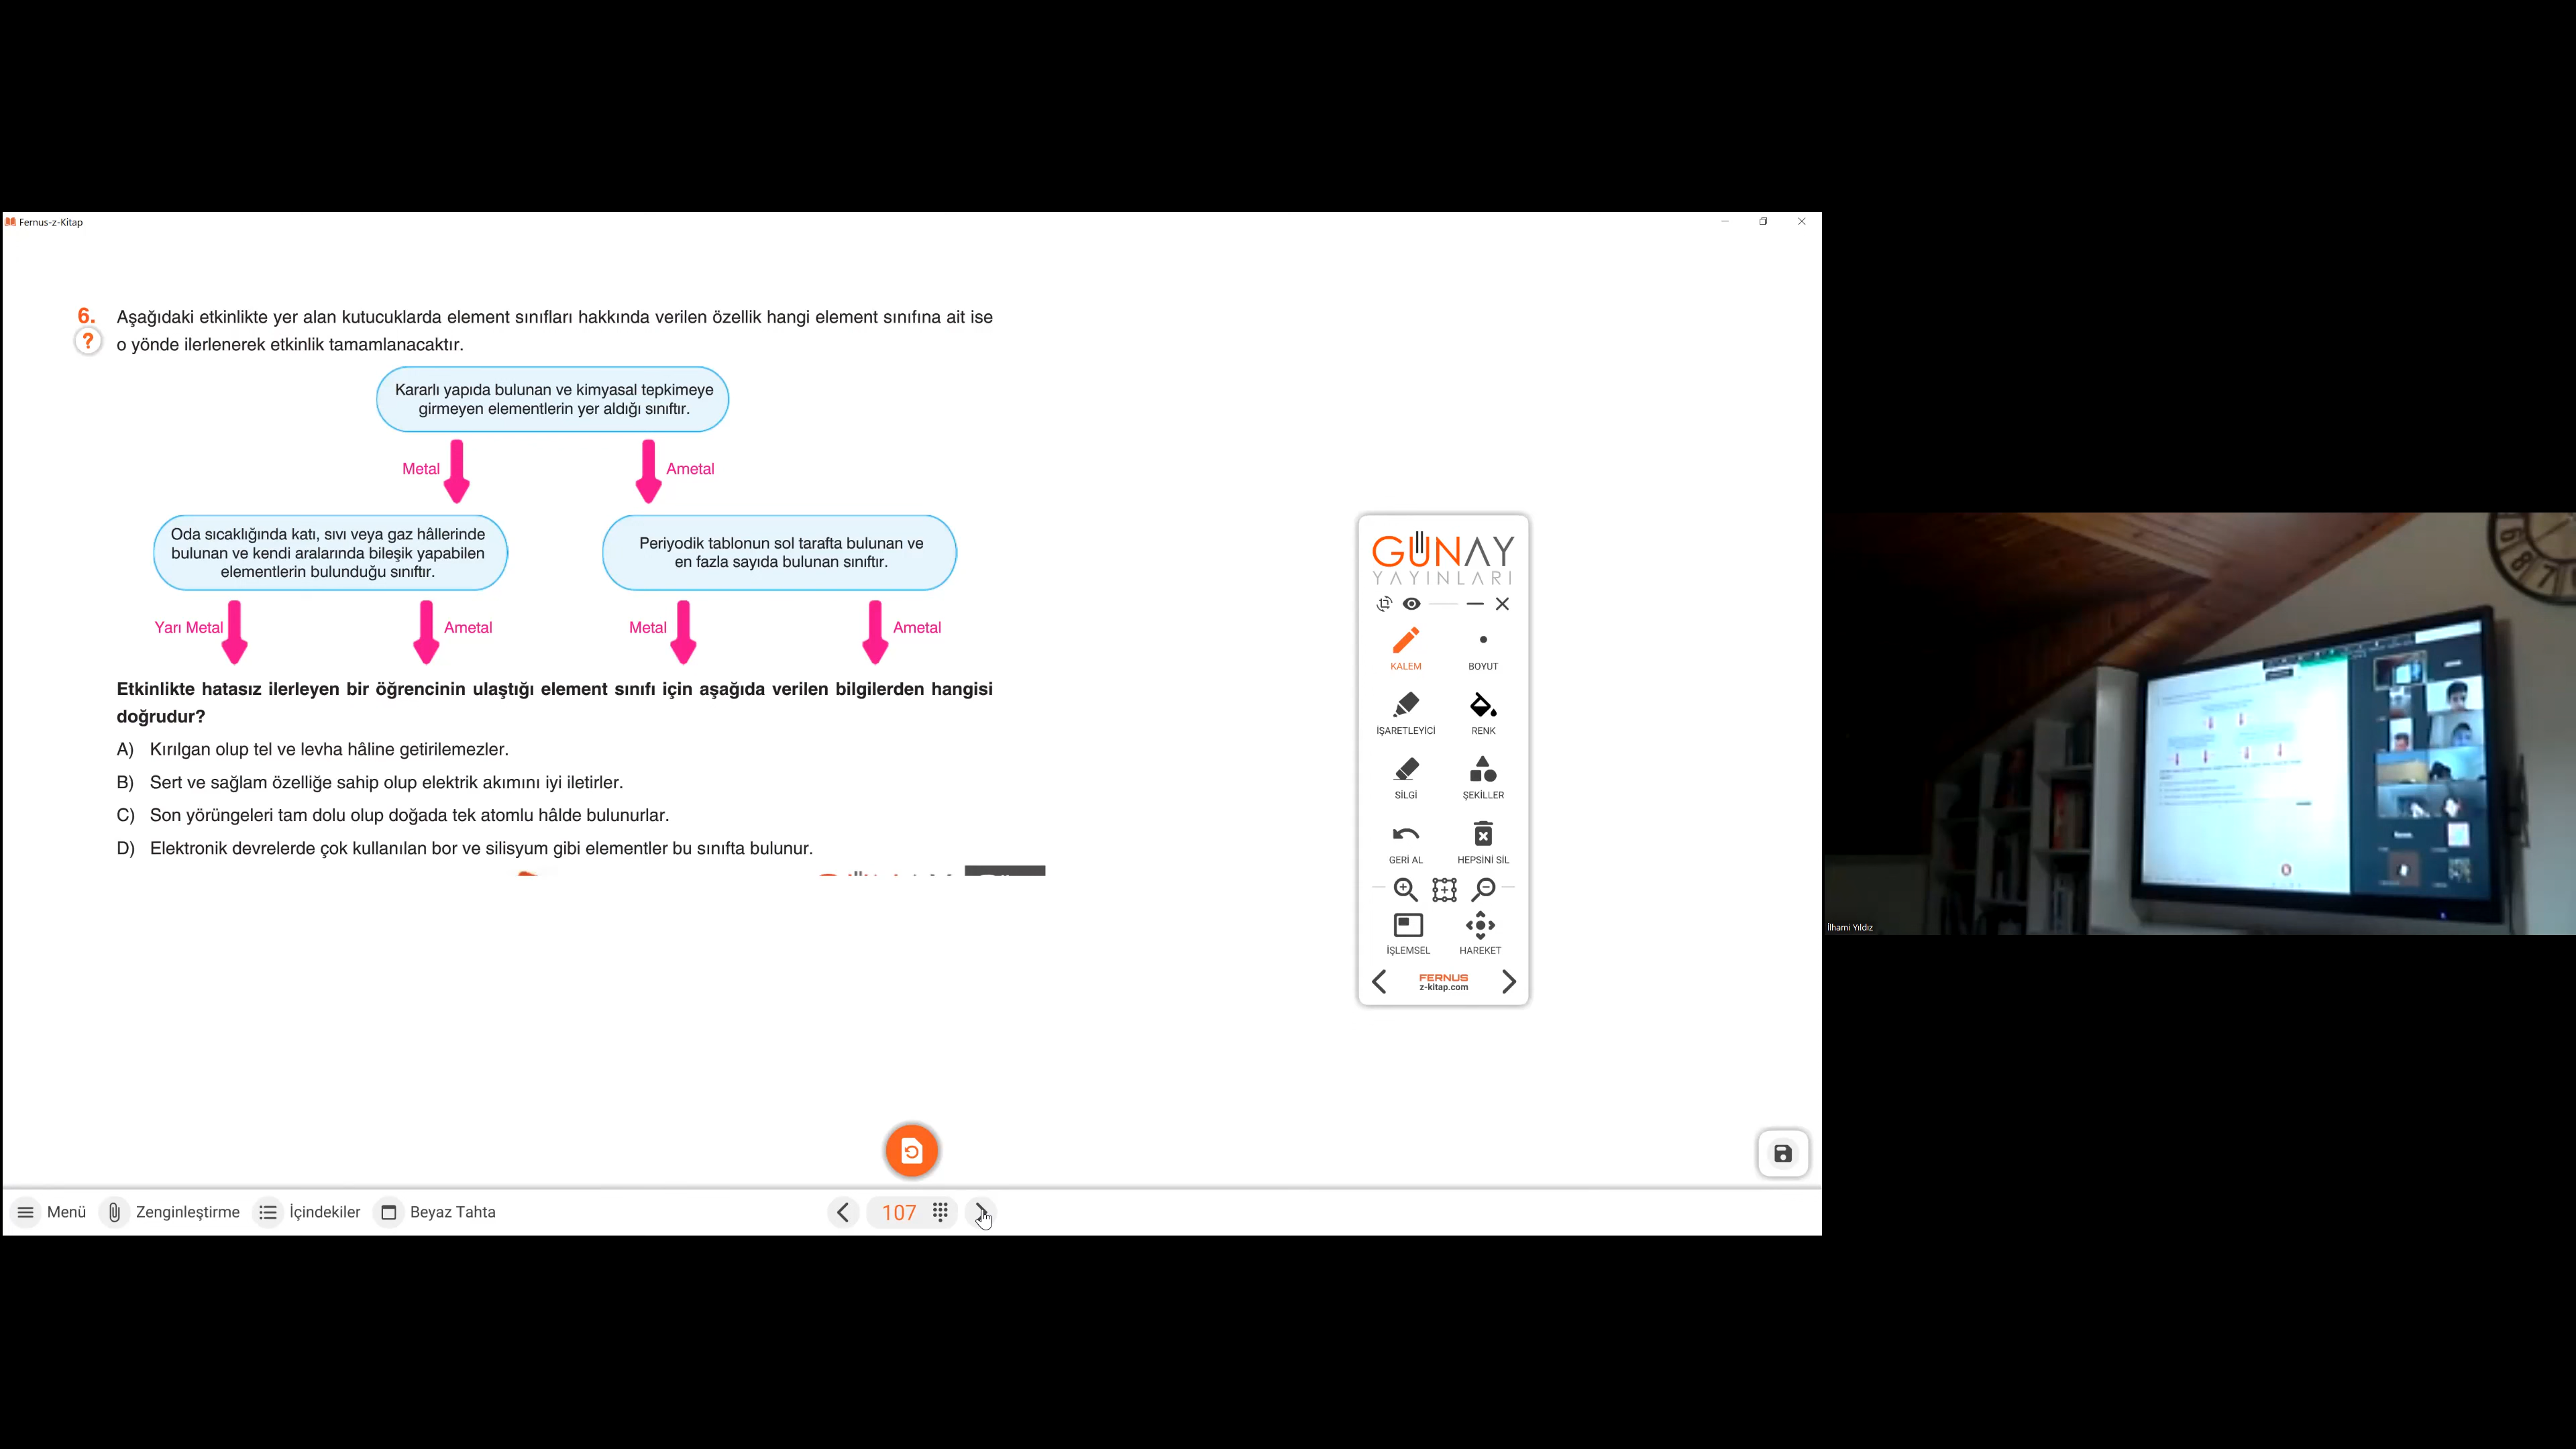 Fernus-z-Kitap
6. Aşağıdaki etkinlikte yer alan kutucuklarda element sınıfları hakkında verilen özellik hangi element sınıfına ait ise
? o yönde ilerlenerek etkinlik tamamlanacaktır.
Kararlı yapıda bulunan ve kimyasal tepkimeye
girmeyen elementlerin yer aldığı sınıftır.
Metal
Ametal
Oda sıcaklığında katı, sıvı veya gaz hâllerinde
bulunan ve kendi aralarında bileşik yapabilen
elementlerin bulunduğu sınıftır.
Periyodik tablonun sol tarafta bulunan ve
en fazla sayıda bulunan sınıftır.
Yarı Metal
Ametal
Metal
Ametal
Etkinlikte hatasız ilerleyen bir öğrencinin ulaştığı element sınıfı için aşağıda verilen bilgilerden hangisi
doğrudur?
A) Kırılgan olup tel ve levha hâline getirilemezler.
B) Sert ve sağlam özelliğe sahip olup elektrik akımını iyi iletirler.
C) Son yörüngeleri tam dolu olup doğada tek atomlu hâlde bulunurlar.
D) Elektronik devrelerde çok kullanılan bor ve silisyum gibi elementler bu sınıfta bulunur.
GÜNAY
YAYINLARI
KALEM
BOYUT
İŞARETLEYİCİ
RENK
SİLGİ
ŞEKİLLER
GERİ AL
HEPSİNİ SİL
İŞLEMSEL
HAREKET
FERNUS
z-kitap.com
Menü
Zenginleştirme
İçindekiler
Beyaz Tahta
107
İlhami Yıldız